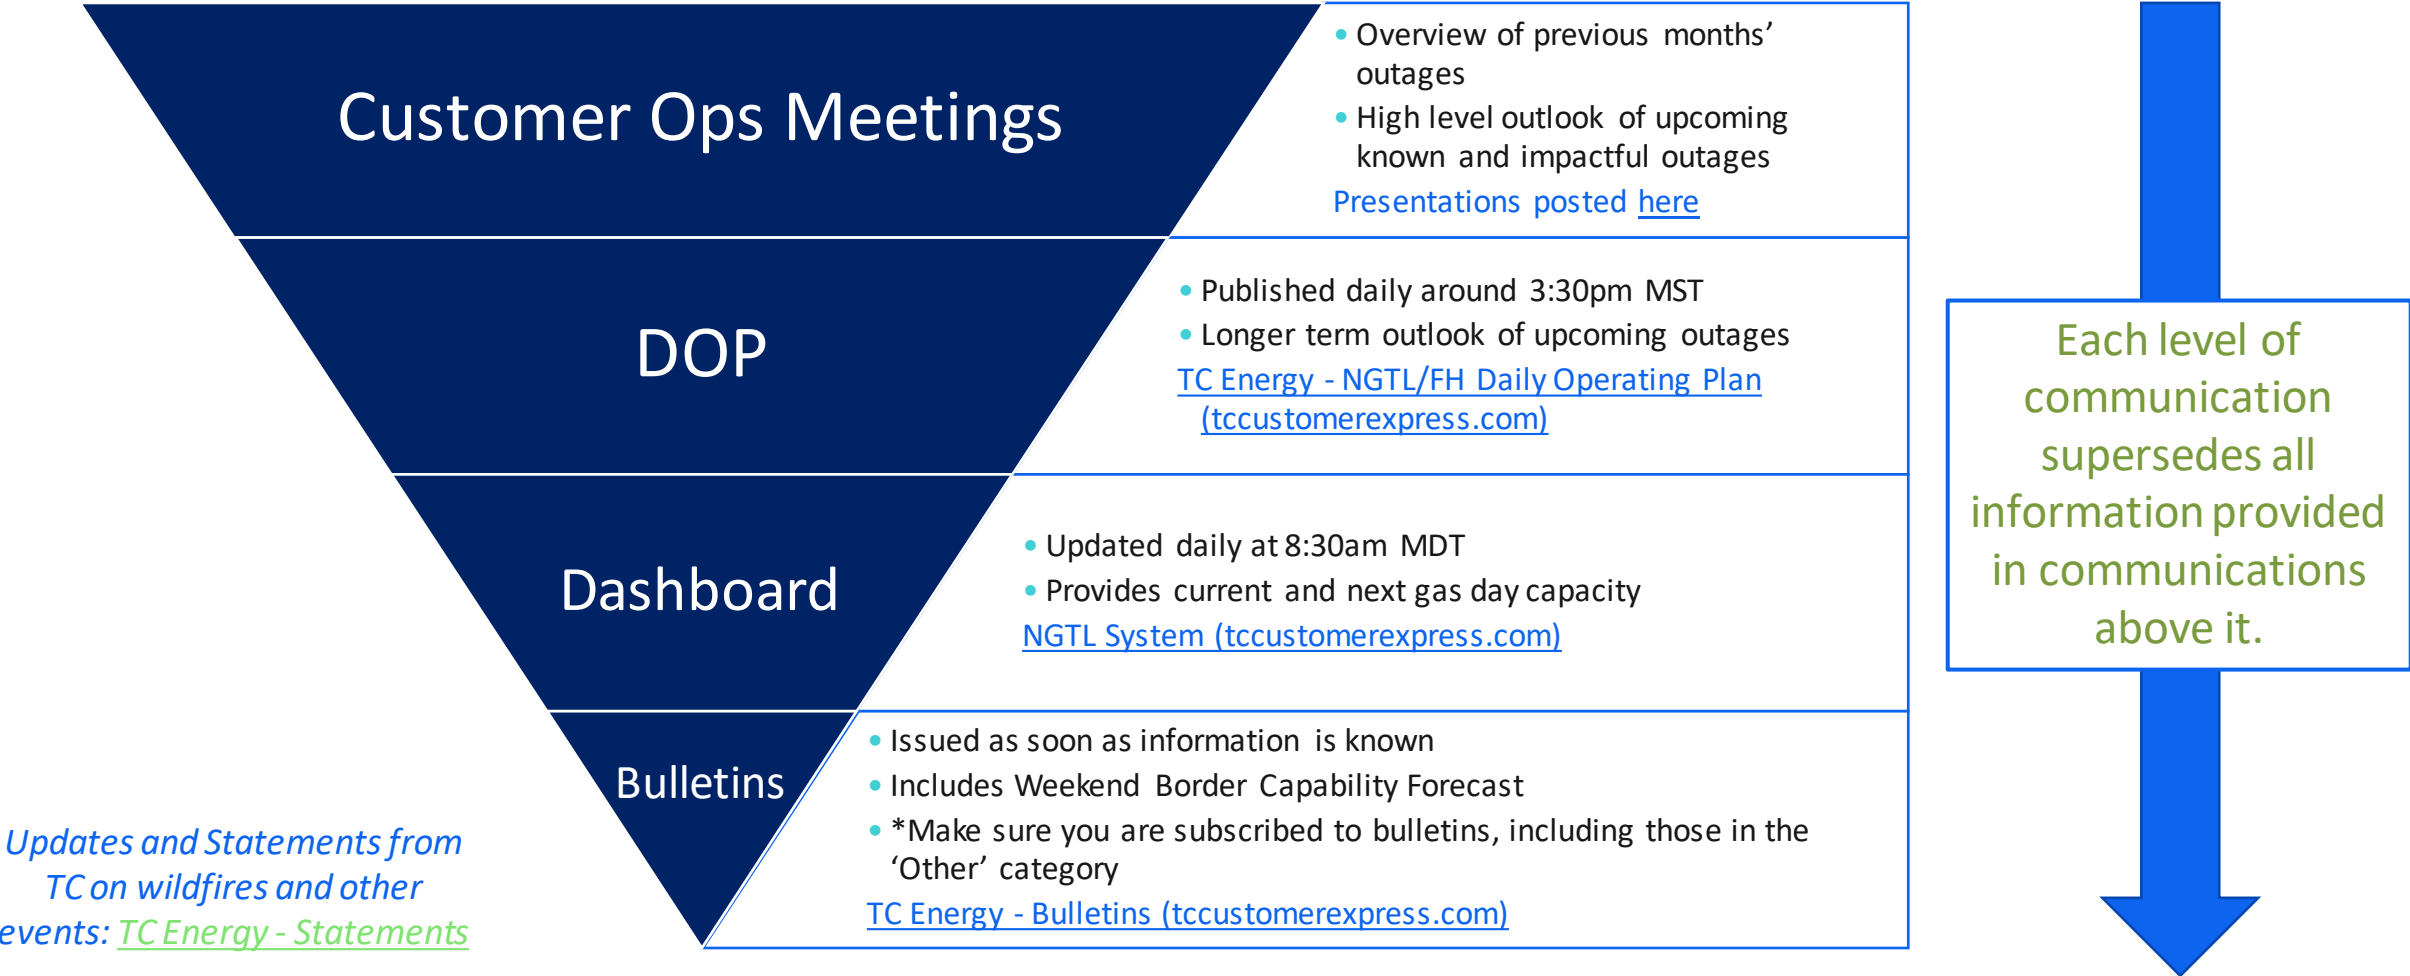 Customer Ops Meetings
• Overview of previous months’
outages
• High level outlook of upcoming
known and impactful outages
Presentations posted here
DOP
• Published daily around 3:30pm MST
• Longer term outlook of upcoming outages
TC Energy - NGTL/FH Daily Operating Plan
(tccustomerexpress.com)
Dashboard
• Updated daily at 8:30am MDT
• Provides current and next gas day capacity
NGTL System (tccustomerexpress.com)
Bulletins
• Issued as soon as information is known
• Includes Weekend Border Capability Forecast
• *Make sure you are subscribed to bulletins, including those in the
‘Other’ category
TC Energy - Bulletins (tccustomerexpress.com)
Each level of
communication
supersedes all
information provided
in communications
above it.
Updates and Statements from
TC on wildfires and other
events: TC Energy - Statements